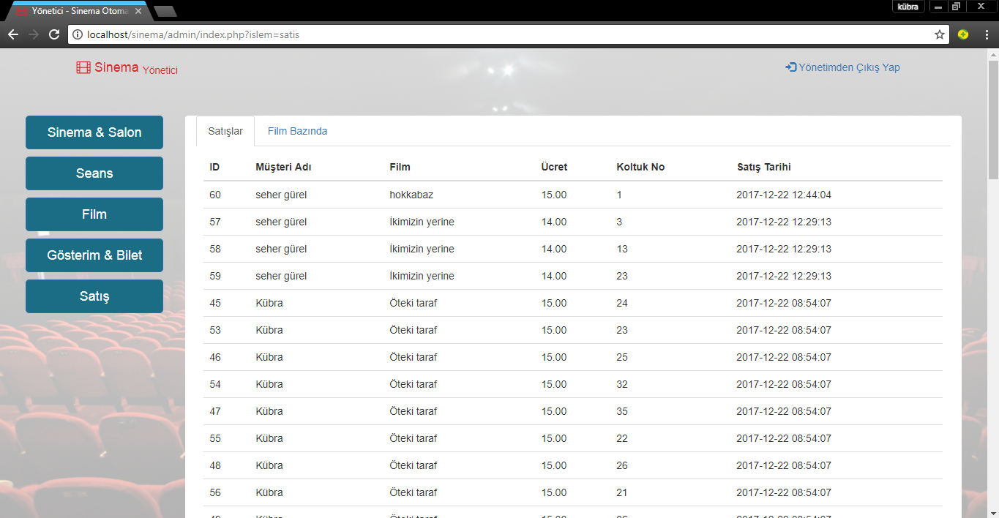 kübra
Yönetici - Sinema Otoma
localhost/sinema/admin/index.php?islem=satis
Sinema Yönetici
Yönetimden Çıkış Yap
Sinema & Salon
Seans
Film
Gösterim & Bilet
Satış
Satışlar Film Bazında
ID Müşteri Adı Film Ücret Koltuk No Satış Tarihi
60 seher gürel hokkabaz 15.00 1 2017-12-22 12:44:04
57 seher gürel İkimizin yerine 14.00 3 2017-12-22 12:29:13
58 seher gürel İkimizin yerine 14.00 13 2017-12-22 12:29:13
59 seher gürel İkimizin yerine 14.00 23 2017-12-22 12:29:13
45 Kübra Öteki taraf 15.00 24 2017-12-22 08:54:07
53 Kübra Öteki taraf 15.00 23 2017-12-22 08:54:07
46 Kübra Öteki taraf 15.00 25 2017-12-22 08:54:07
54 Kübra Öteki taraf 15.00 32 2017-12-22 08:54:07
47 Kübra Öteki taraf 15.00 35 2017-12-22 08:54:07
55 Kübra Öteki taraf 15.00 22 2017-12-22 08:54:07
48 Kübra Öteki taraf 15.00 26 2017-12-22 08:54:07
56 Kübra Öteki taraf 15.00 21 2017-12-22 08:54:07